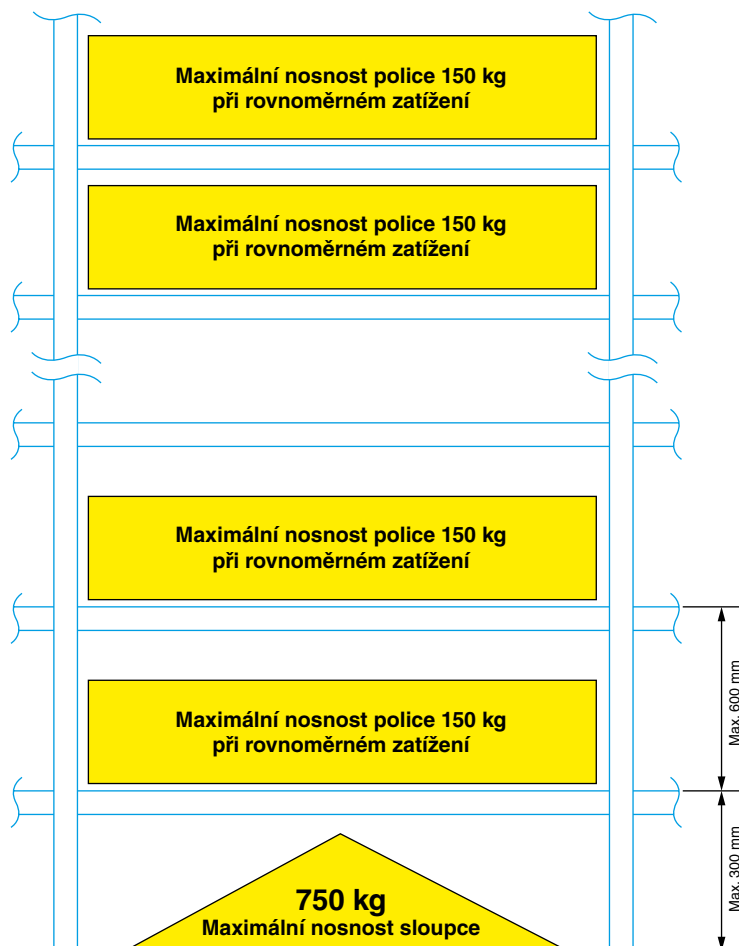 Maximální nosnost police 150 kg
při rovnoměrném zatížení
Maximální nosnost police 150 kg
při rovnoměrném zatížení
Maximální nosnost police 150 kg
při rovnoměrném zatížení
Max. 600 mm
Maximální nosnost police 150 kg
při rovnoměrném zatížení
Max. 300 mm
750 kg
Maximální nosnost sloupce